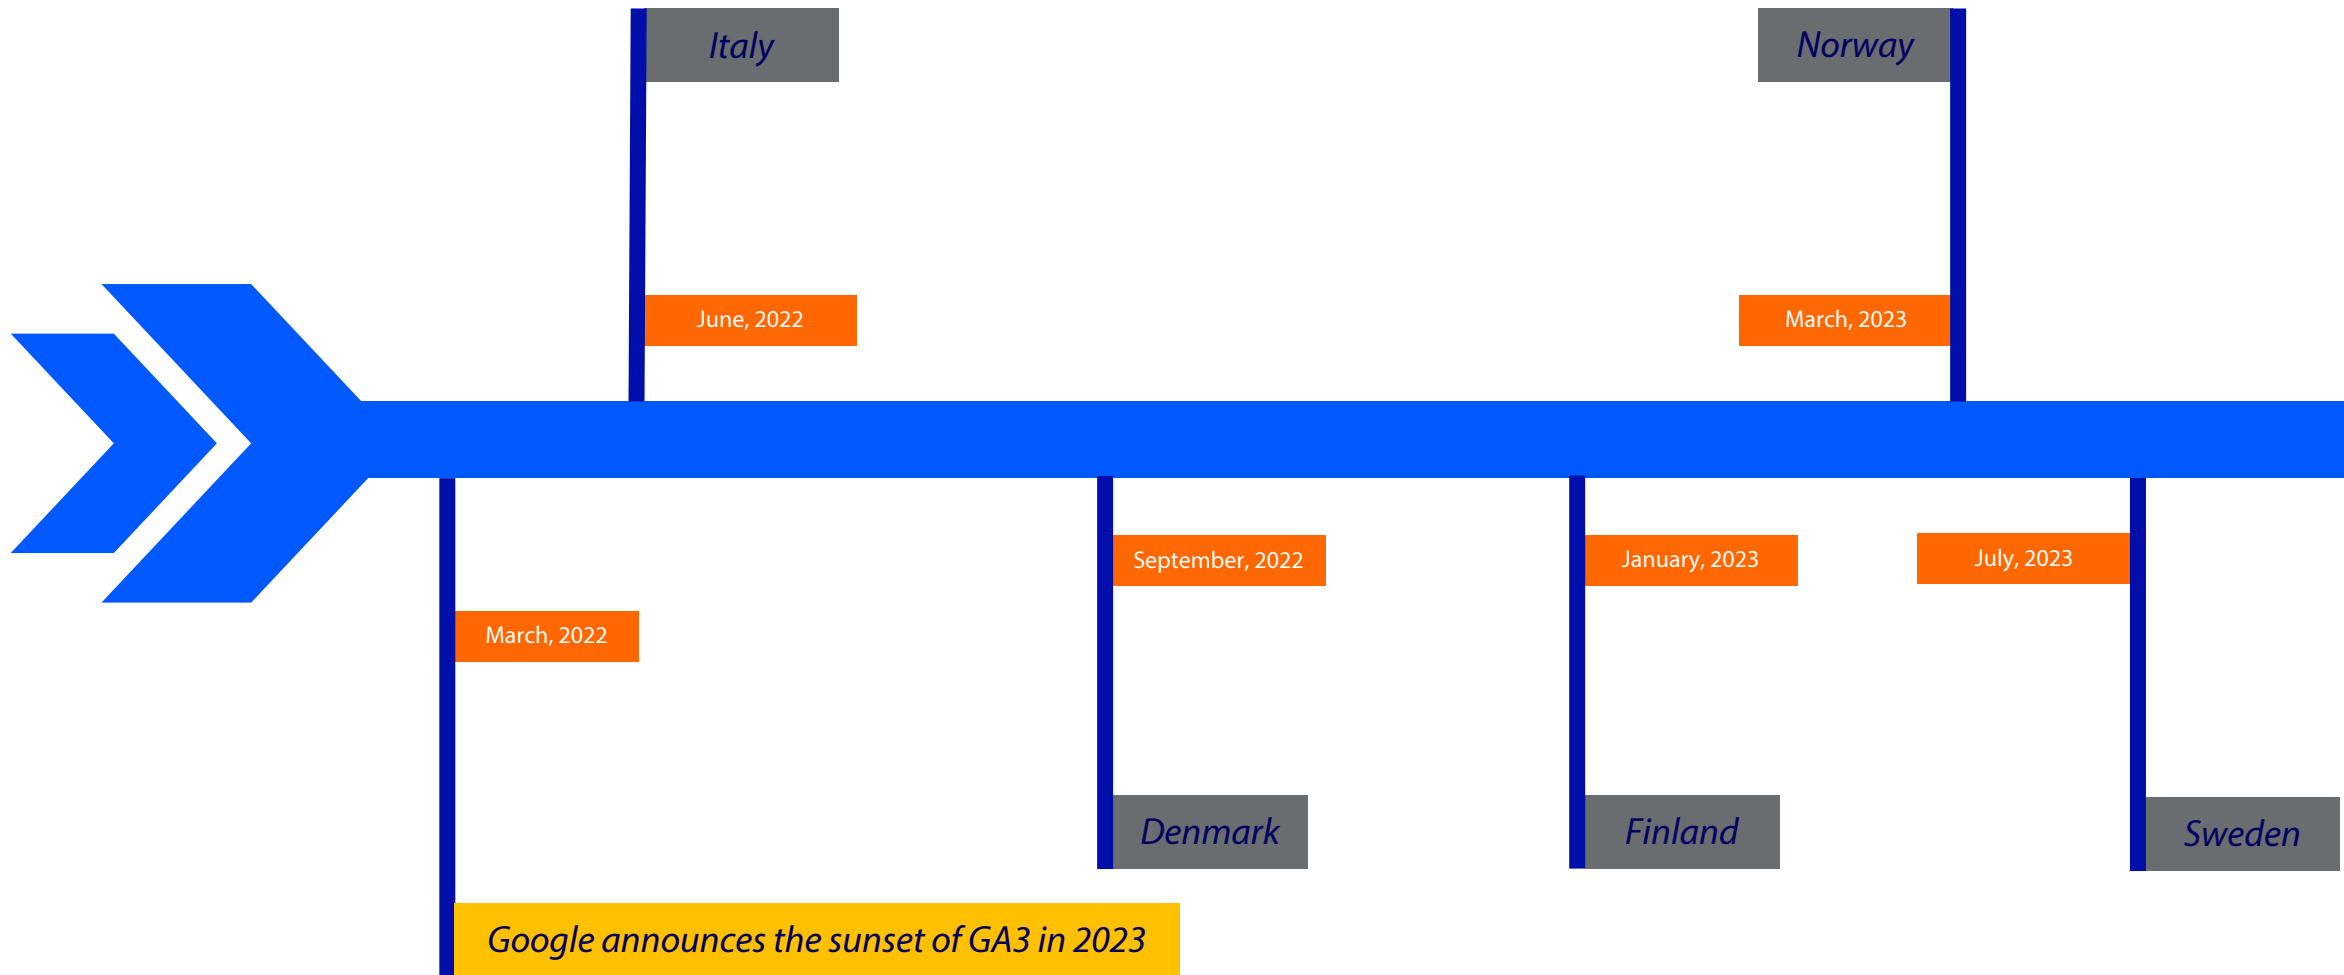 Italy
Norway
June, 2022
March, 2023
September, 2022
January, 2023
July, 2023
March, 2022
Denmark
Finland
Sweden
Google announces the sunset of GA3 in 2023